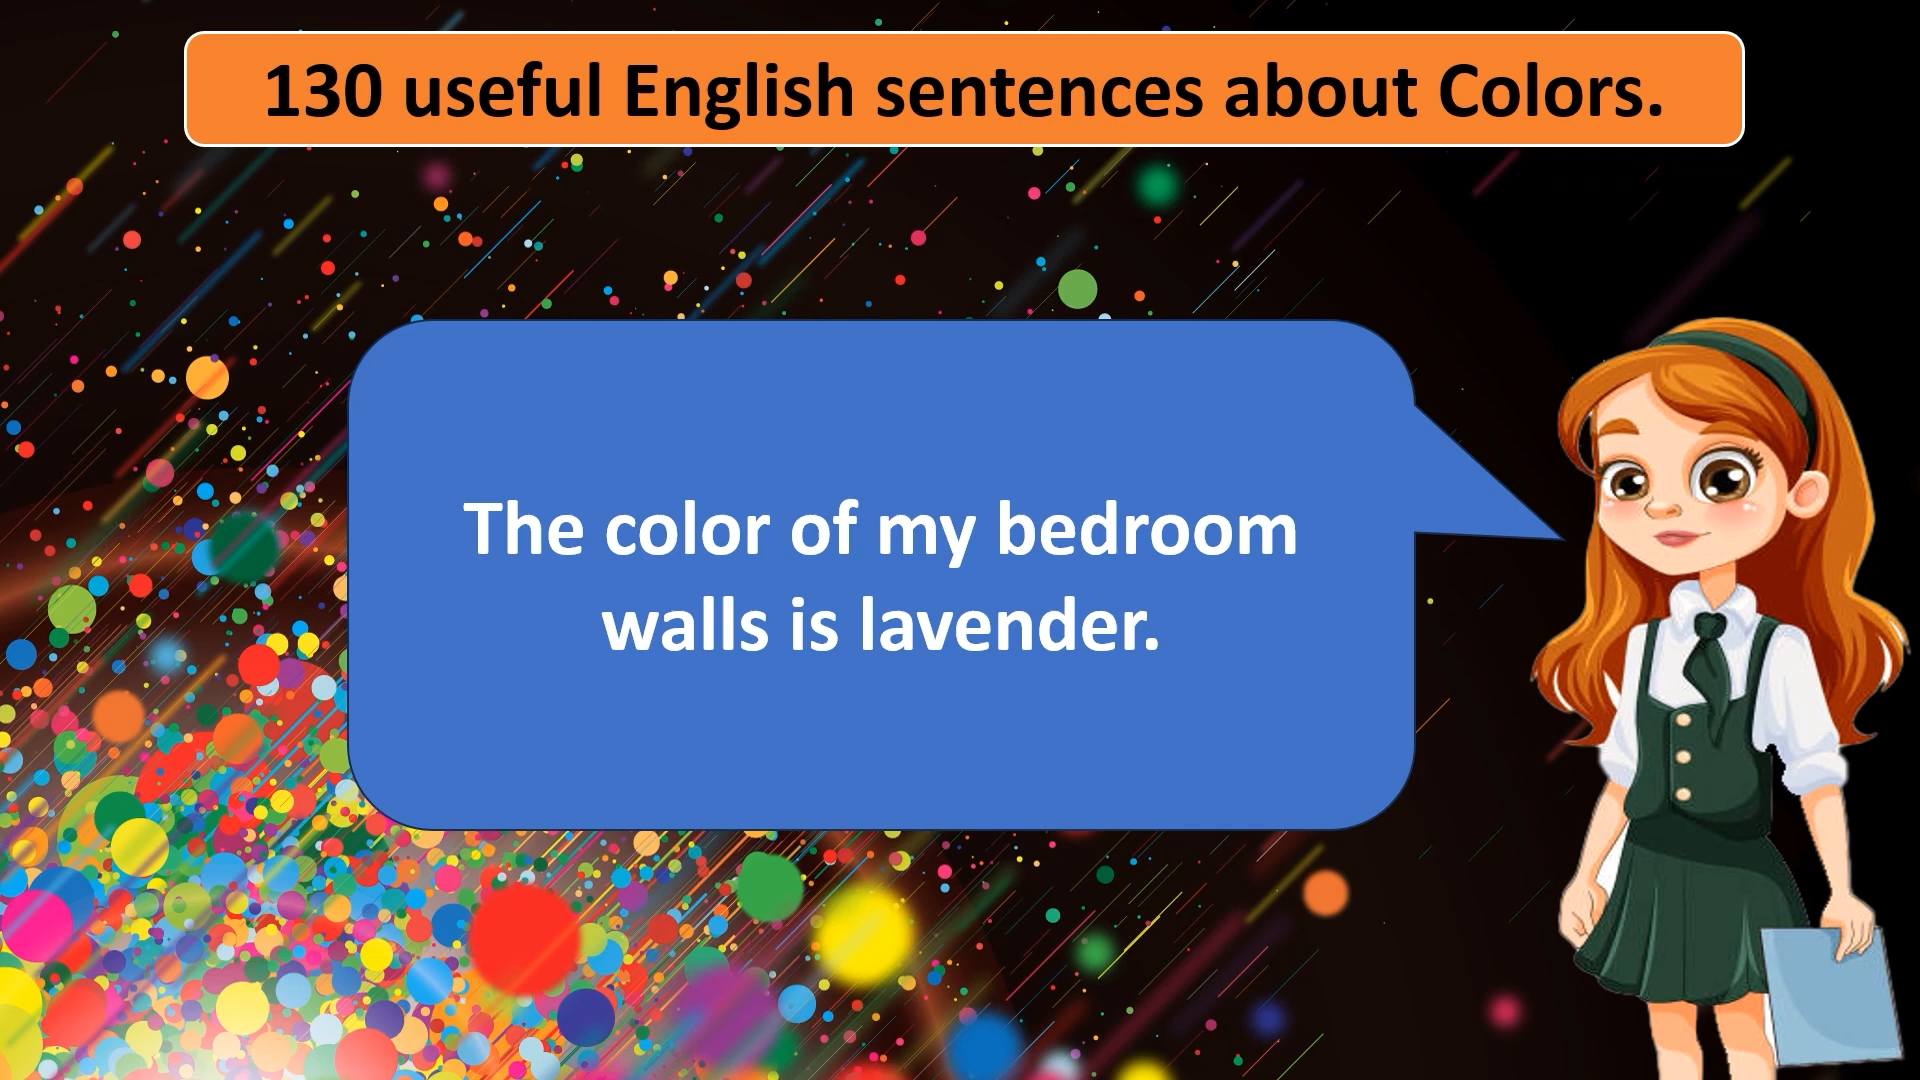 130 useful English sentences about Colors.
The color of my bedroom
walls is lavender.